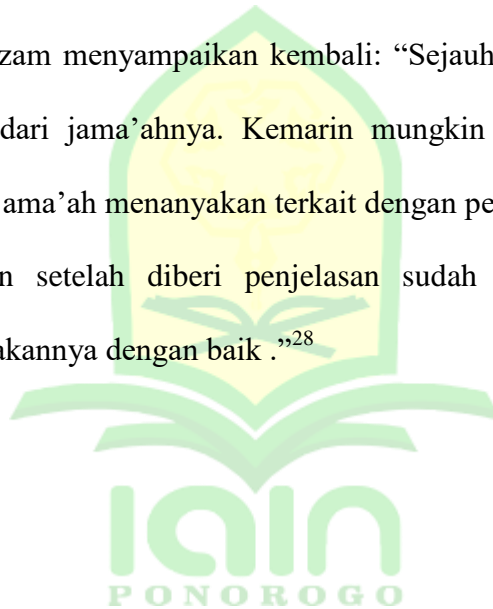 zam menyampaikan kembali: “Sejauh
dari jama’ahnya. Kemarin mungkin
ama’ah menanyakan terkait dengan pe
n setelah diberi penjelasan sudah
akannya dengan baik .”28
iain
PONOROGO